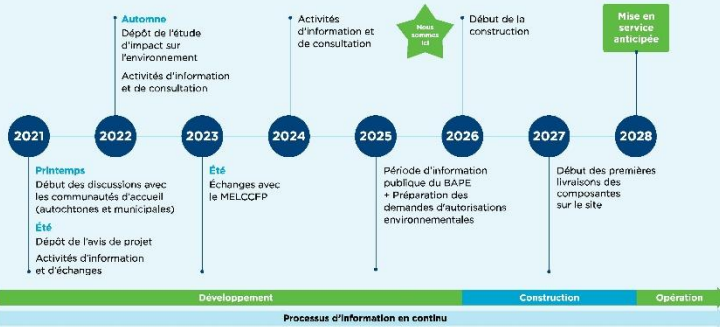 Automne
Dépôt de l'étude
d'impact sur
l'environnement
Activités d'information
et de consultation
Activités
d'information et
de consultation
Nous
sommes
ici
Début de la
construction
Mise en
service
anticipée
2021
2022
2023
2024
2025
2026
2027
2028
Printemps
Début des discussions avec
les communautés d'accueil
(autochtones et municipales)
Été
Dépôt de l'avis de projet
Activités d'information
et d'échanges
Été
Échanges avec
le MELCCFP
Période d'information
publique du BAPE
+ Préparation des
demandes d'autorisations
environnementales
Début des premières
livraisons des
composantes
sur le site
Développement
Construction
Opération
Processus d'information en continu